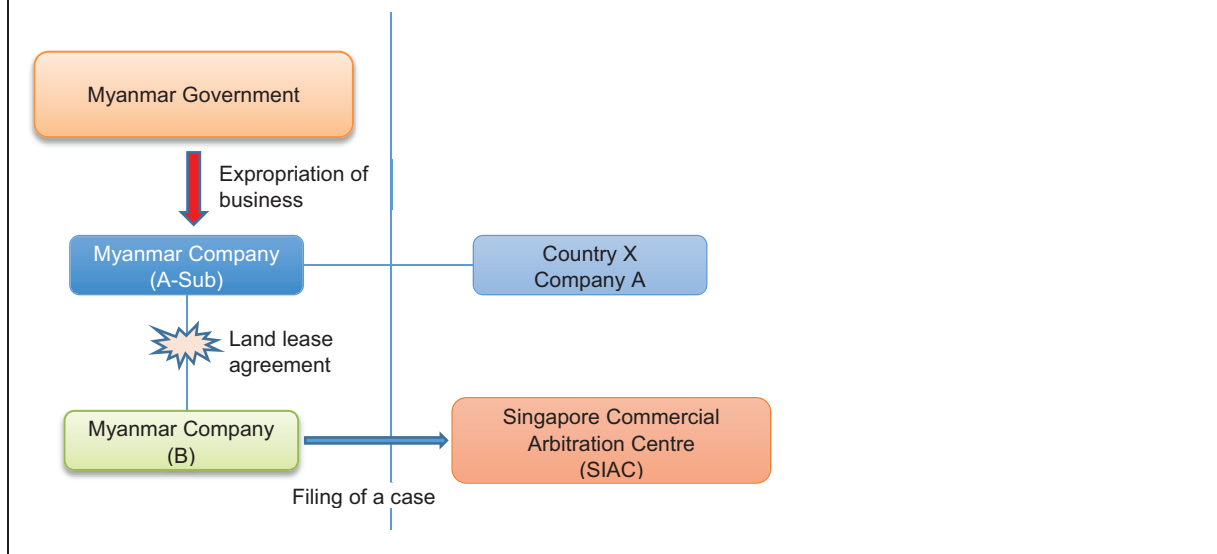 Myanmar Government
Expropriation of
business
Myanmar Company
(A-Sub)
Country X
Company A
Land lease
agreement
Myanmar Company
(B)
Singapore Commercial
Arbitration Centre
(SIAC)
Filing of a case